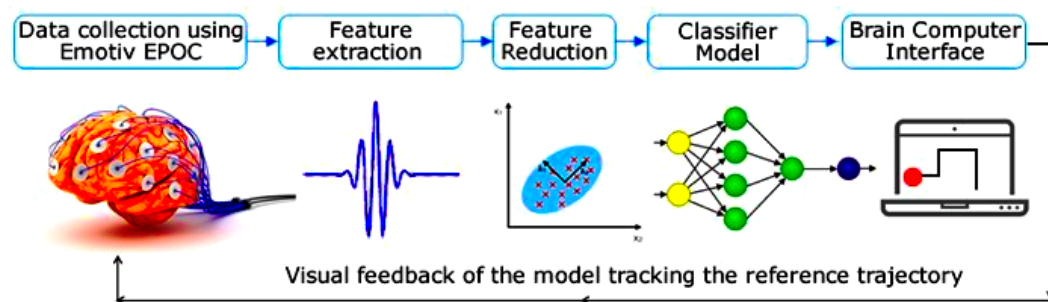 Data collection using
Emotiv EPOC
Feature
extraction
Feature
Reduction
Classifier
Model
Brain Computer
Interface
x₂
Visual feedback of the model tracking the reference trajectory